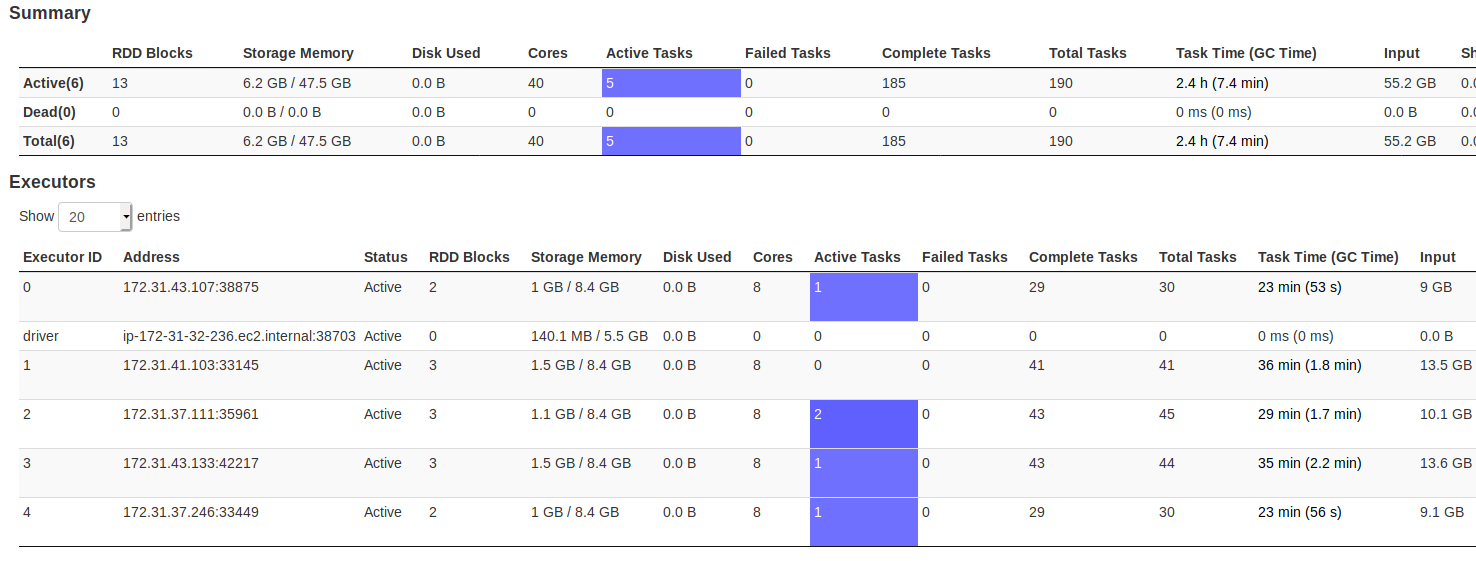 Summary
RDD Blocks Storage Memory Disk Used Cores Active Tasks Failed Tasks Complete Tasks Total Tasks Task Time (GC Time) Input
Active(6) 13 6.2 GB / 47.5 GB 0.0 B 40 5 0 185 190 2.4 h (7.4 min) 55.2 GB
Dead(0) 0 0.0 B / 0.0 B 0.0 B 0 0 0 0 0 0 ms (0 ms) 0.0 B
Total(6) 13 6.2 GB / 47.5 GB 0.0 B 40 5 0 185 190 2.4 h (7.4 min) 55.2 GB
Executors
Show 20 entries
Executor ID Address Status RDD Blocks Storage Memory Disk Used Cores Active Tasks Failed Tasks Complete Tasks Total Tasks Task Time (GC Time) Input
0 172.31.43.107:38875 Active 2 1 GB / 8.4 GB 0.0 B 8 1 0 29 30 23 min (53 s) 9 GB
driver ip-172-31-32-236.ec2.internal:38703 Active 0 140.1 MB / 5.5 GB 0.0 B 0 0 0 0 0 0 ms (0 ms) 0.0 B
1 172.31.41.103:33145 Active 3 1.5 GB / 8.4 GB 0.0 B 8 0 0 41 41 36 min (1.8 min) 13.5 GB
2 172.31.37.111:35961 Active 3 1.1 GB / 8.4 GB 0.0 B 8 2 0 43 45 29 min (1.7 min) 10.1 GB
3 172.31.43.133:42217 Active 3 1.5 GB / 8.4 GB 0.0 B 8 1 0 43 44 35 min (2.2 min) 13.6 GB
4 172.31.37.246:33449 Active 2 1 GB / 8.4 GB 0.0 B 8 1 0 29 30 23 min (56 s) 9.1 GB